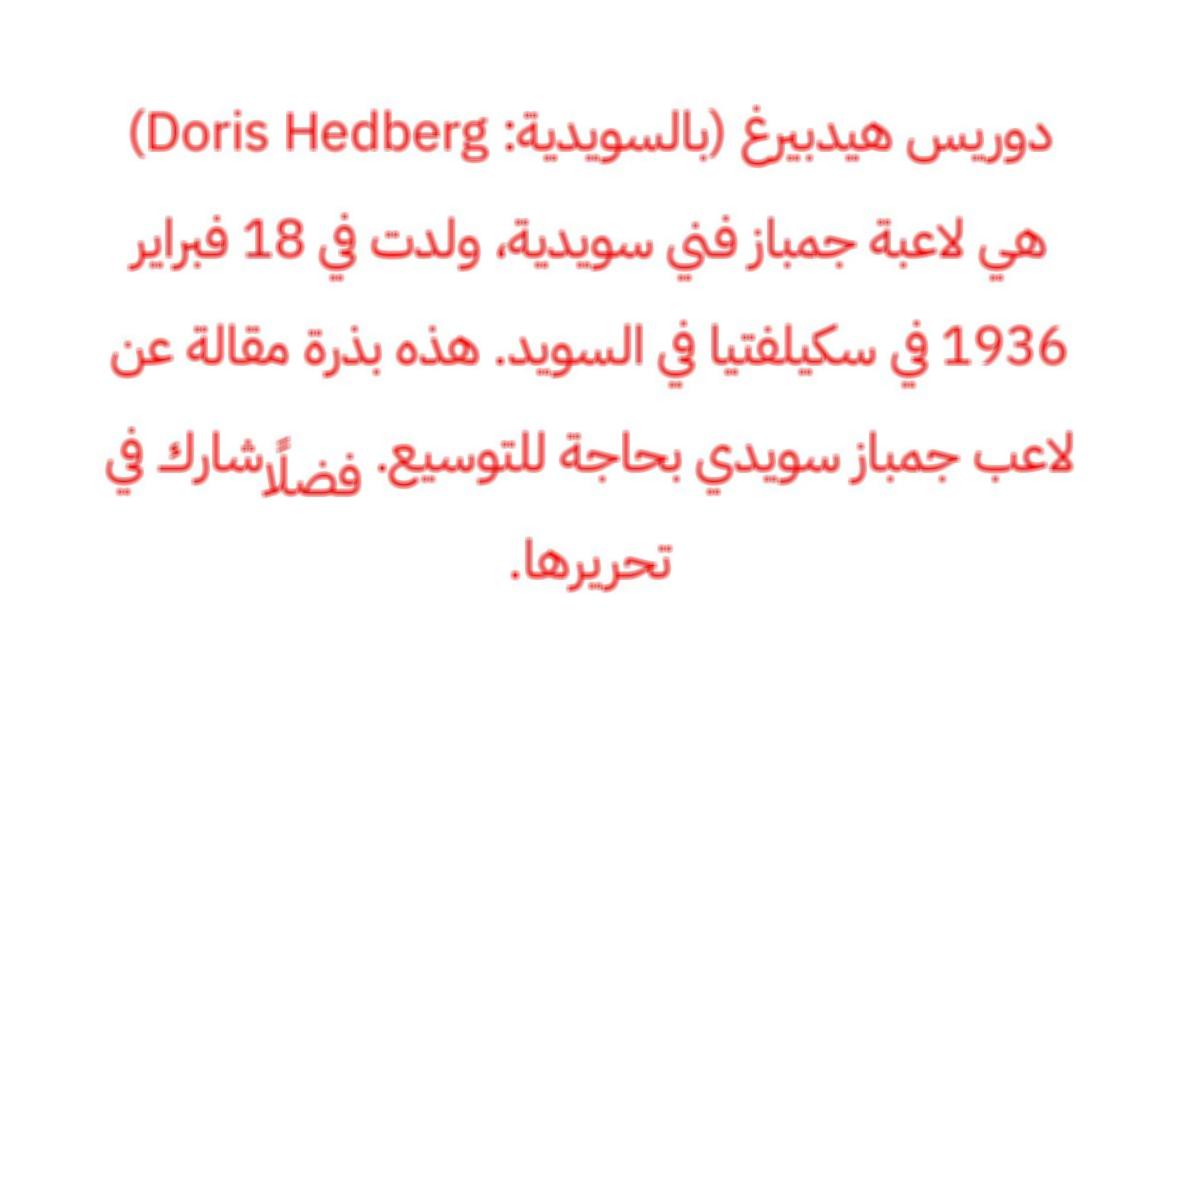 دوريس هيدبيرغ (بالسويدية: Doris Hedberg)
هي لاعبة جمباز فني سويدية، ولدت في 18 فبراير
1936 في سكيلفتيا في السويد. هذه بذرة مقالة عن
لاعب جمباز سويدي بحاجة للتوسيع. فضلًا شارك في
تحريرها.